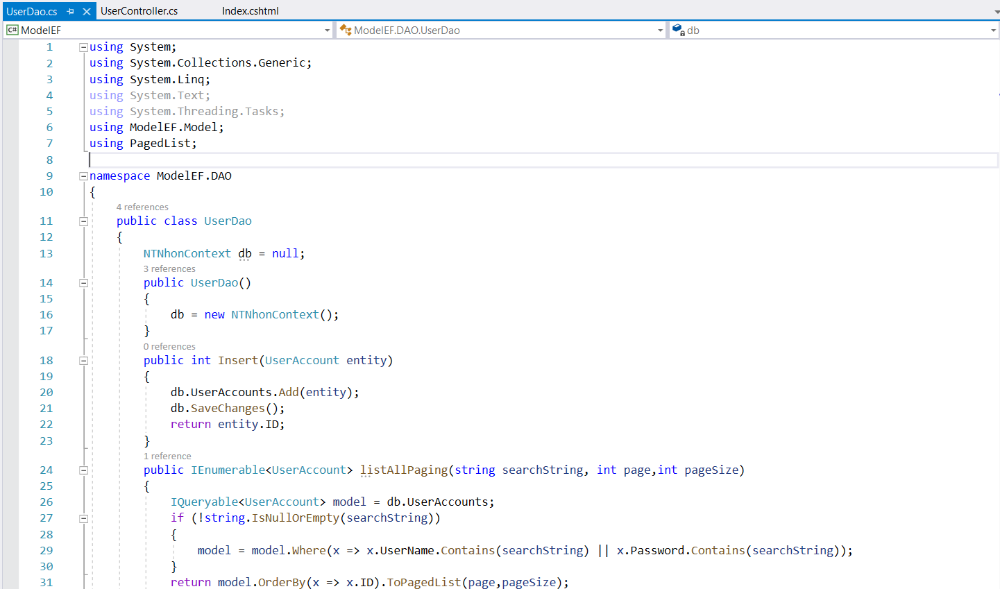 UserDao.cs UserController.cs Index.cshtml
C# ModelEF ModelEF.DAO.UserDao db
1 using System;
2 using System.Collections.Generic;
3 using System.Linq;
4 using System.Text;
5 using System.Threading.Tasks;
6 using ModelEF.Model;
7 using PagedList;
8
9 namespace ModelEF.DAO
10 {
4 references
11 public class UserDao
12 {
13 NTNhonContext db = null;
3 references
14 public UserDao()
15 {
16 db = new NTNhonContext();
17 }
0 references
18 public int Insert(UserAccount entity)
19 {
20 db.UserAccounts.Add(entity);
21 db.SaveChanges();
22 return entity.ID;
23 }
1 reference
24 public IEnumerable<UserAccount> listAllPaging(string searchString, int page,int pageSize)
25 {
26 IQueryable<UserAccount> model = db.UserAccounts;
27 if (!string.IsNullOrEmpty(searchString))
28 {
29 model = model.Where(x => x.UserName.Contains(searchString) || x.Password.Contains(searchString));
30 }
31 return model.OrderBy(x => x.ID).ToPagedList(page,pageSize);